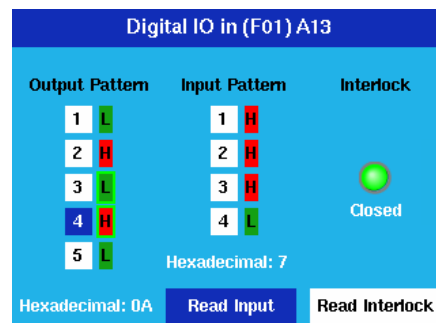 Digital IO in (F01) A13
Output Pattern Input Pattern Interlock
1 L 1 H
2 H 2 H
3 L 3 H
4 H 4 L
Closed
5 L
Hexadecimal: 7
Hexadecimal: 0A Read Input Read Interlock